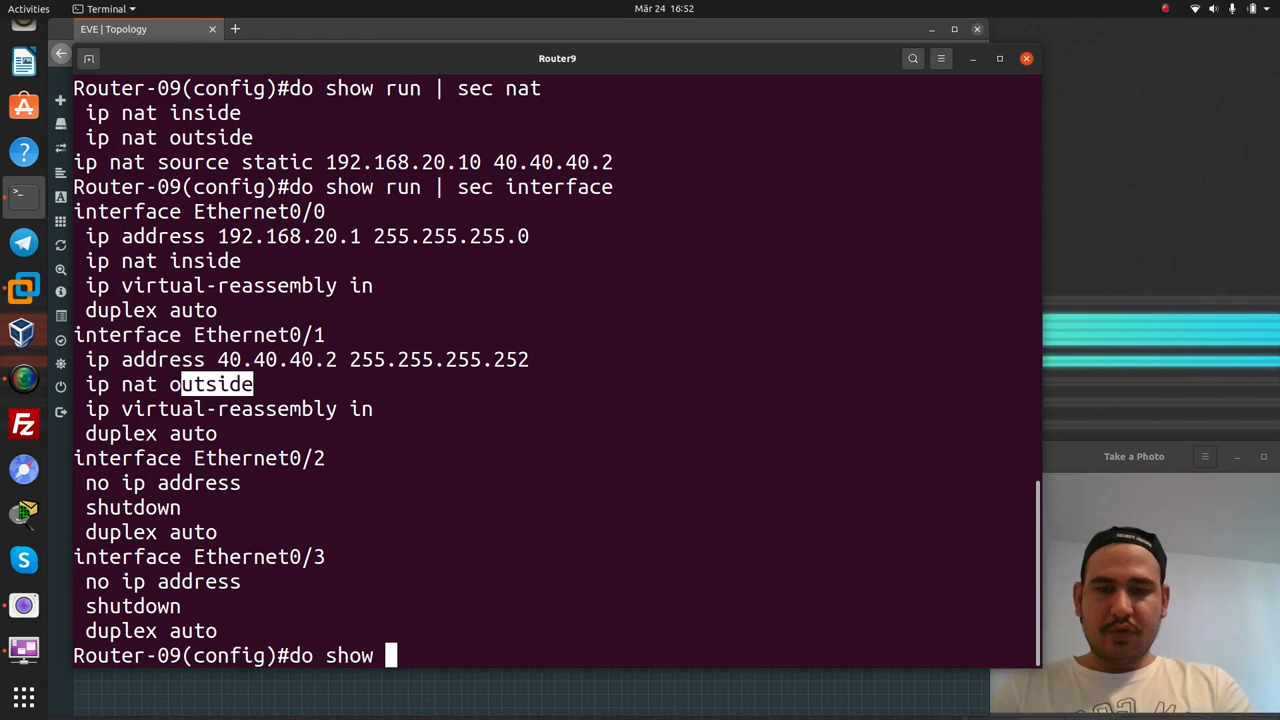 Activities
Terminal
Mär 24 16:52
EVE | Topology
Router9
Router-09(config)#do show run | sec nat
ip nat inside
ip nat outside
ip nat source static 192.168.20.10 40.40.40.2
Router-09(config)#do show run | sec interface
interface Ethernet0/0
ip address 192.168.20.1 255.255.255.0
ip nat inside
ip virtual-reassembly in
duplex auto
interface Ethernet0/1
ip address 40.40.40.2 255.255.255.252
ip nat outside
ip virtual-reassembly in
duplex auto
interface Ethernet0/2
no ip address
shutdown
duplex auto
interface Ethernet0/3
no ip address
shutdown
duplex auto
Router-09(config)#do show
Take a Photo